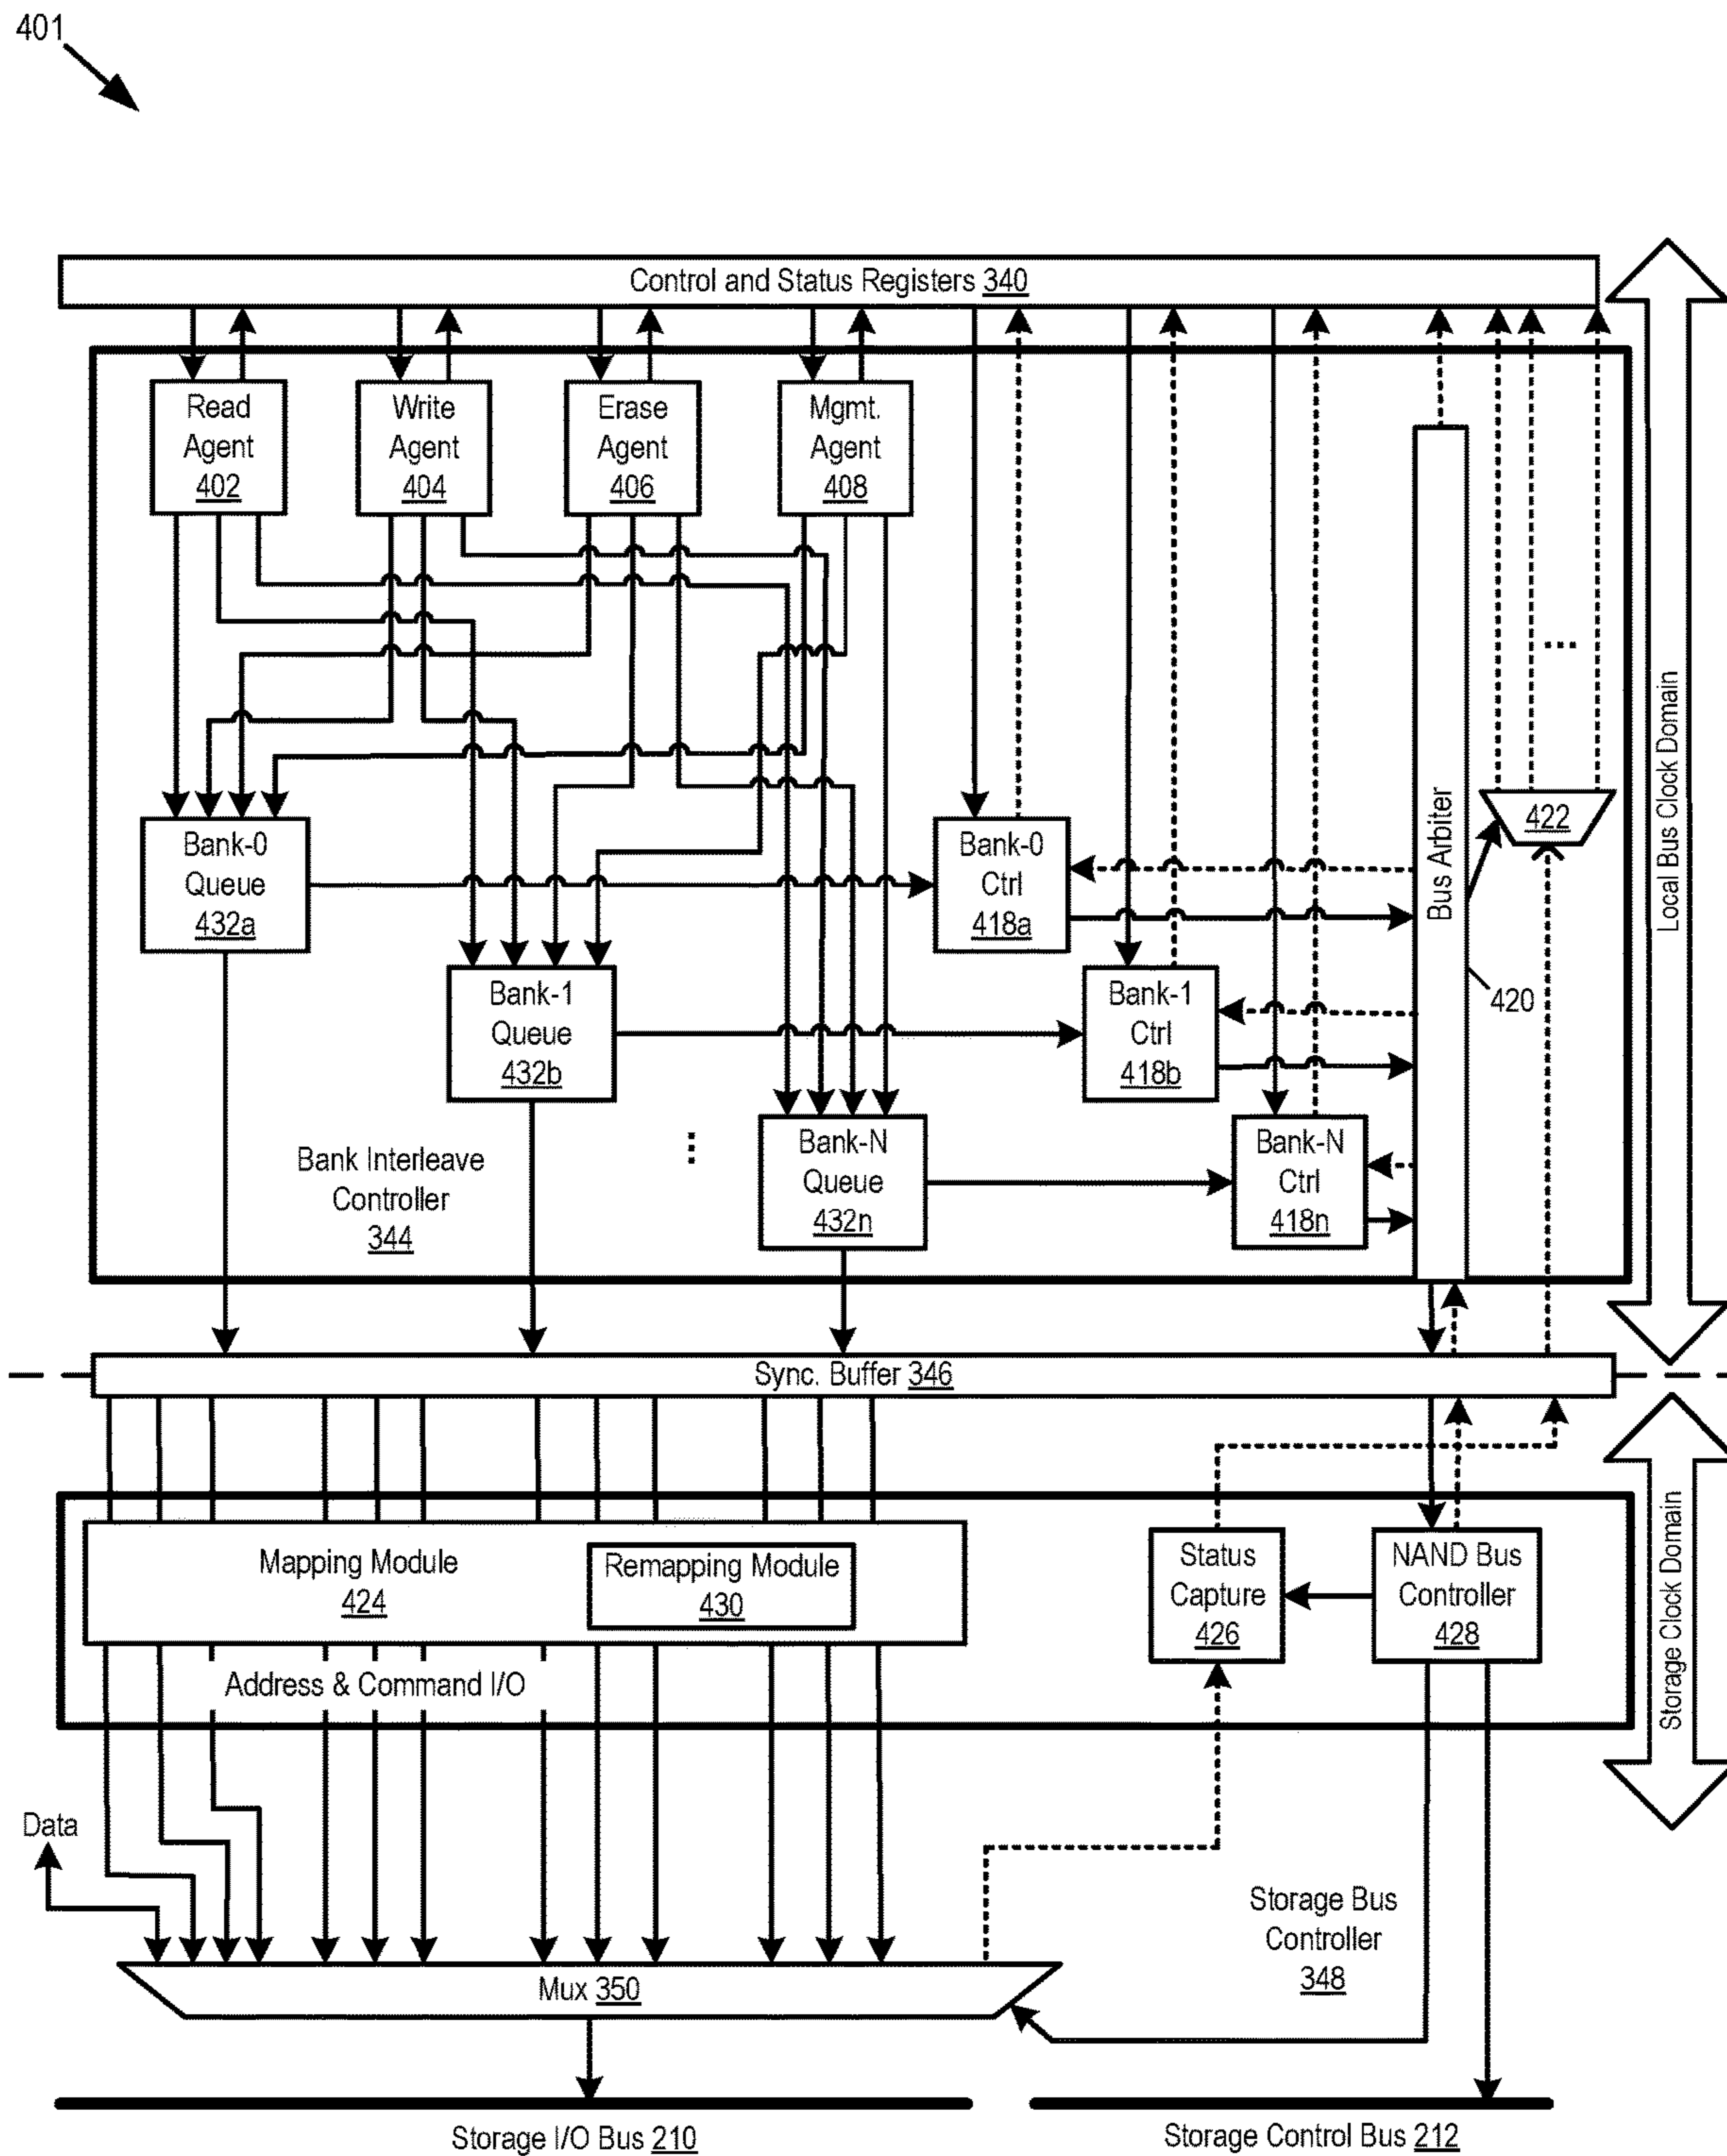 401
Control and Status Registers 340
Read
Agent
402
Write
Agent
404
Erase
Agent
406
Mgmt.
Agent
408
Local Bus Clock Domain
...
422
Bank-0
Queue
432a
Bank-0
Ctrl
418a
Bus Arbiter
420
Bank-1
Queue
432b
Bank-1
Ctrl
418b
Bank Interleave
Controller
344
...
Bank-N
Queue
432n
Bank-N
Ctrl
418n
Sync. Buffer 346
Mapping Module
424
Remapping Module
430
Status
Capture
426
NAND Bus
Controller
428
Storage Clock Domain
Address & Command I/O
Data
Storage Bus
Controller
348
Mux 350
Storage I/O Bus 210
Storage Control Bus 212